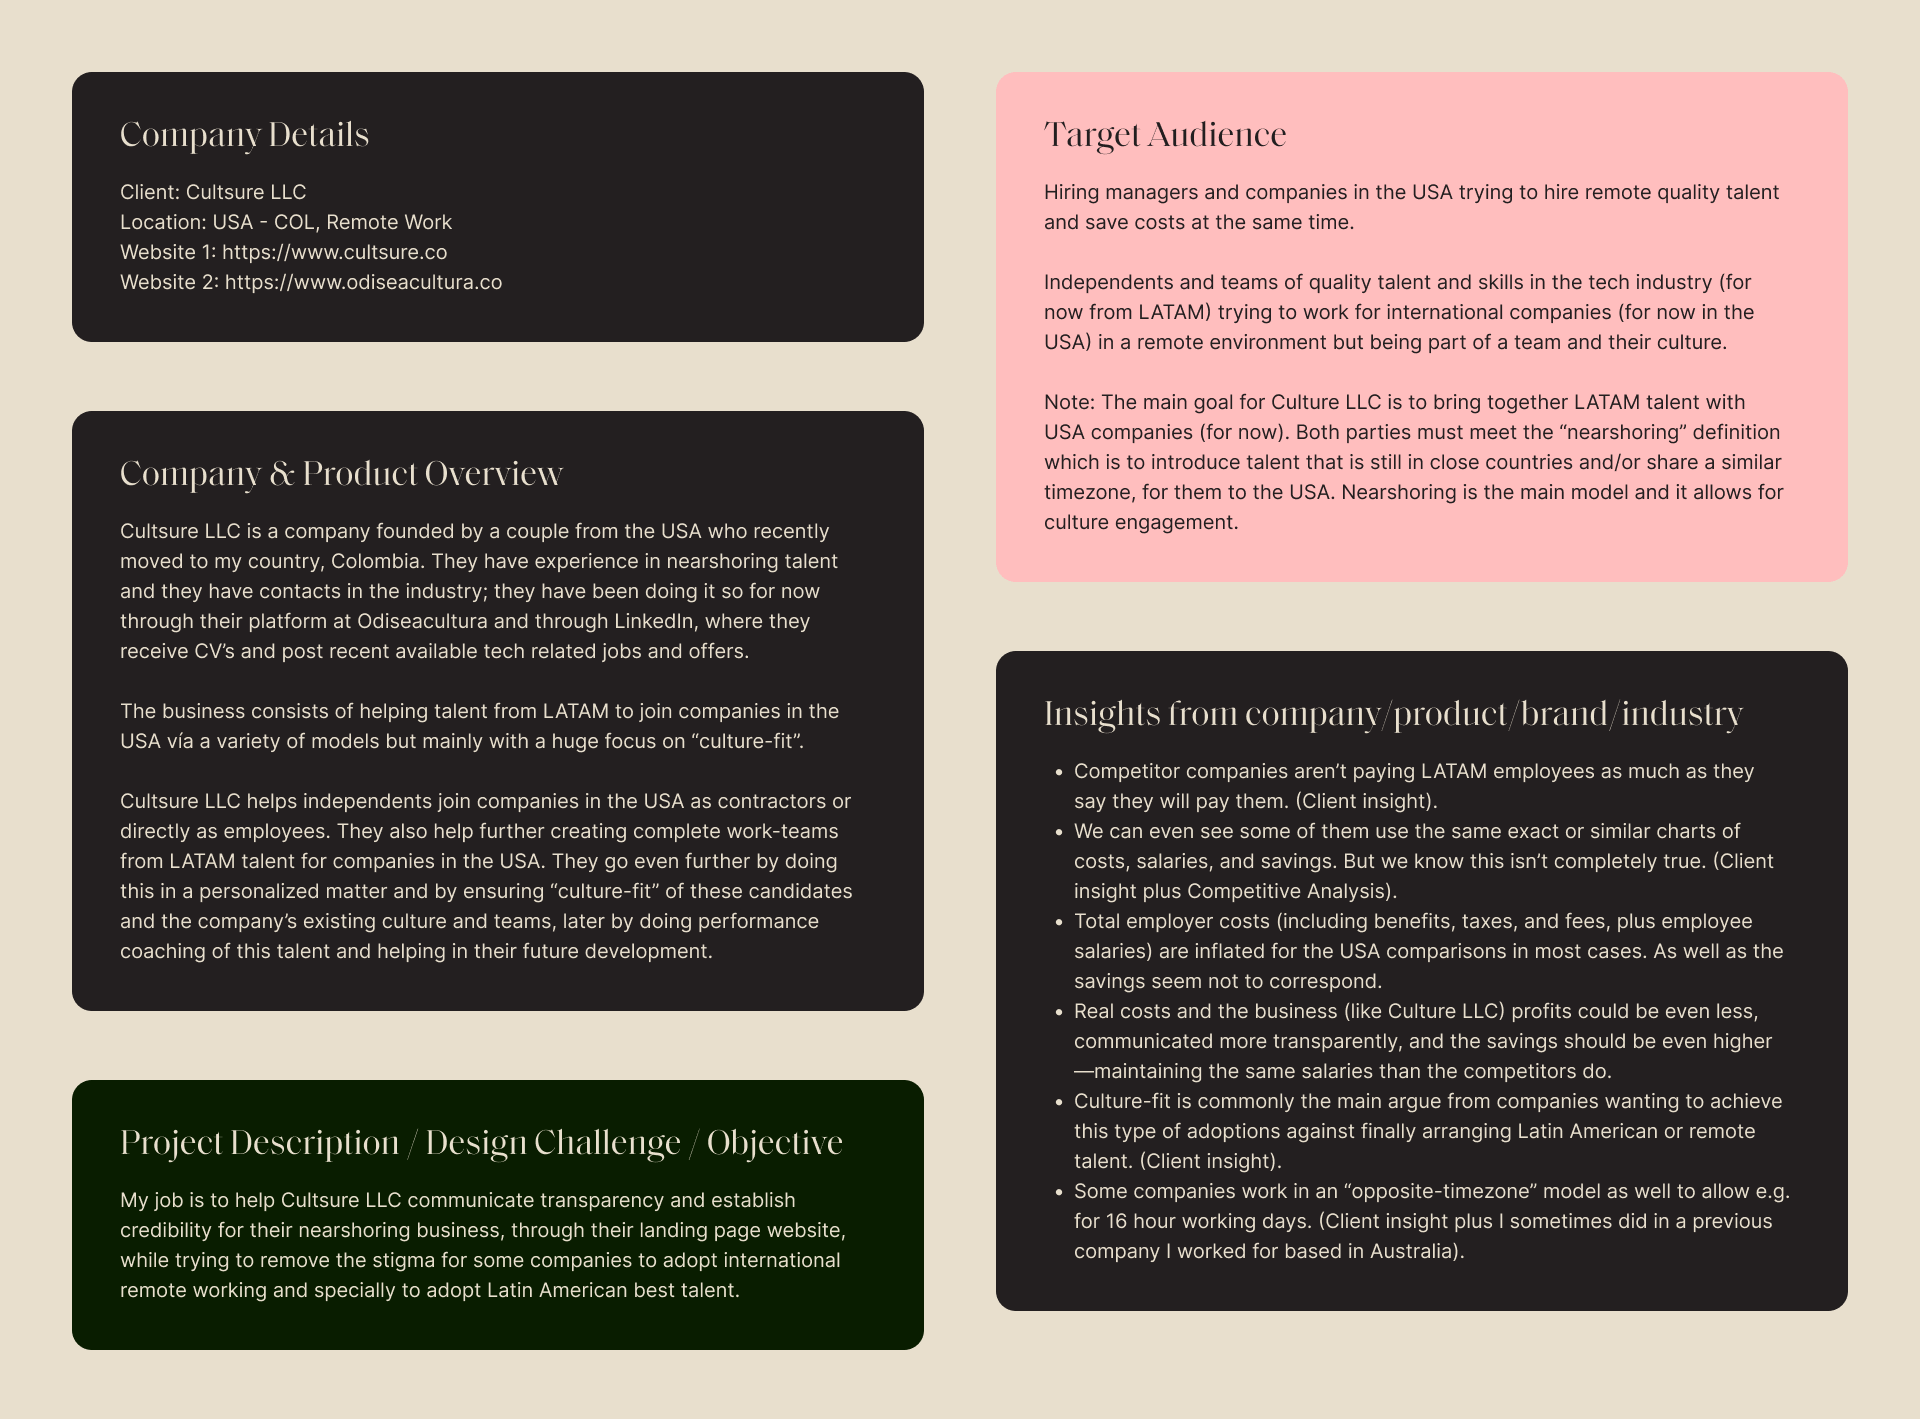 Company Details
Client: Cultsure LLC
Location: USA - COL, Remote Work
Website 1: https://www.cultsure.co
Website 2: https://www.odiseacultura.co
Company & Product Overview
Cultsure LLC is a company founded by a couple from the USA who recently
moved to my country, Colombia. They have experience in nearshoring talent
and they have contacts in the industry; they have been doing it so for now
through their platform at Odiseacultura and through LinkedIn, where they
receive CV’s and post recent available tech related jobs and offers.
The business consists of helping talent from LATAM to join companies in the
USA vía a variety of models but mainly with a huge focus on “culture-fit”.
Cultsure LLC helps independents join companies in the USA as contractors or
directly as employees. They also help further creating complete work-teams
from LATAM talent for companies in the USA. They go even further by doing
this in a personalized matter and by ensuring “culture-fit” of these candidates
and the company’s existing culture and teams, later by doing performance
coaching of this talent and helping in their future development.
Project Description / Design Challenge / Objective
My job is to help Cultsure LLC communicate transparency and establish
credibility for their nearshoring business, through their landing page website,
while trying to remove the stigma for some companies to adopt international
remote working and specially to adopt Latin American best talent.
Target Audience
Hiring managers and companies in the USA trying to hire remote quality talent
and save costs at the same time.
Independents and teams of quality talent and skills in the tech industry (for
now from LATAM) trying to work for international companies (for now in the
USA) in a remote environment but being part of a team and their culture.
Note: The main goal for Culture LLC is to bring together LATAM talent with
USA companies (for now). Both parties must meet the “nearshoring” definition
which is to introduce talent that is still in close countries and/or share a similar
timezone, for them to the USA. Nearshoring is the main model and it allows for
culture engagement.
Insights from company/product/brand/industry
• Competitor companies aren’t paying LATAM employees as much as they
say they will pay them. (Client insight).
• We can even see some of them use the same exact or similar charts of
costs, salaries, and savings. But we know this isn’t completely true. (Client
insight plus Competitive Analysis).
• Total employer costs (including benefits, taxes, and fees, plus employee
salaries) are inflated for the USA comparisons in most cases. As well as the
savings seem not to correspond.
• Real costs and the business (like Culture LLC) profits could be even less,
communicated more transparently, and the savings should be even higher
—maintaining the same salaries than the competitors do.
• Culture-fit is commonly the main argue from companies wanting to achieve
this type of adoptions against finally arranging Latin American or remote
talent. (Client insight).
• Some companies work in an “opposite-timezone” model as well to allow e.g.
for 16 hour working days. (Client insight plus I sometimes did in a previous
company I worked for based in Australia).